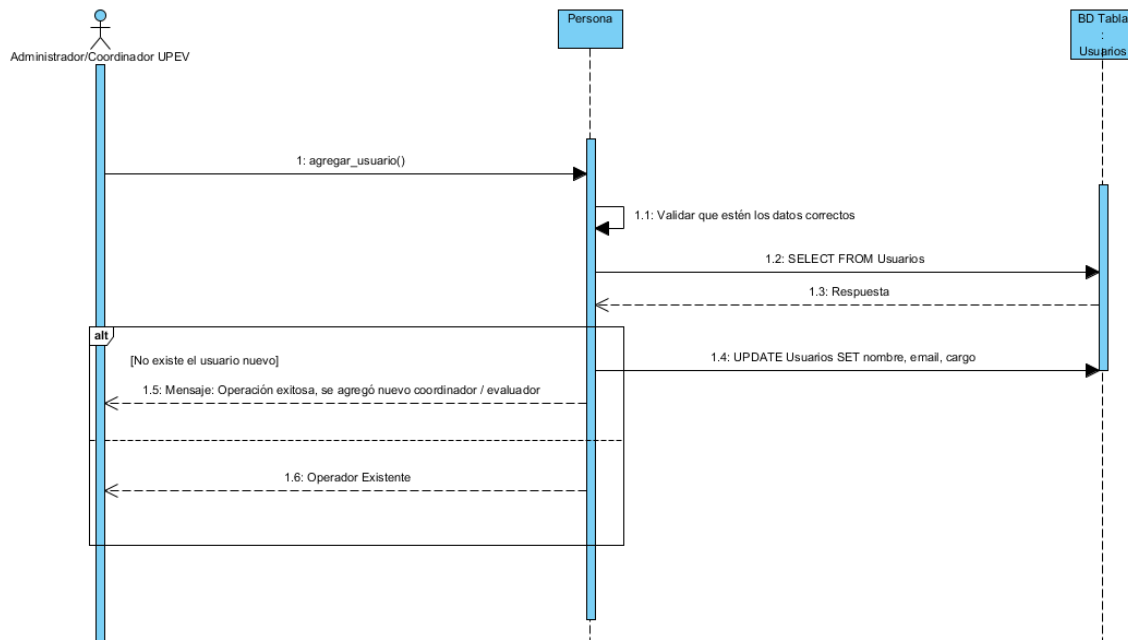 Persona
BD Tabla
:
Usuarios
Administrador/Coordinador UPEV
1: agregar_usuario()
1.1: Validar que estén los datos correctos
1.2: SELECT FROM Usuarios
1.3: Respuesta
alt
[No existe el usuario nuevo]
1.4: UPDATE Usuarios SET nombre, email, cargo
1.5: Mensaje: Operación exitosa, se agregó nuevo coordinador / evaluador
1.6: Operador Existente